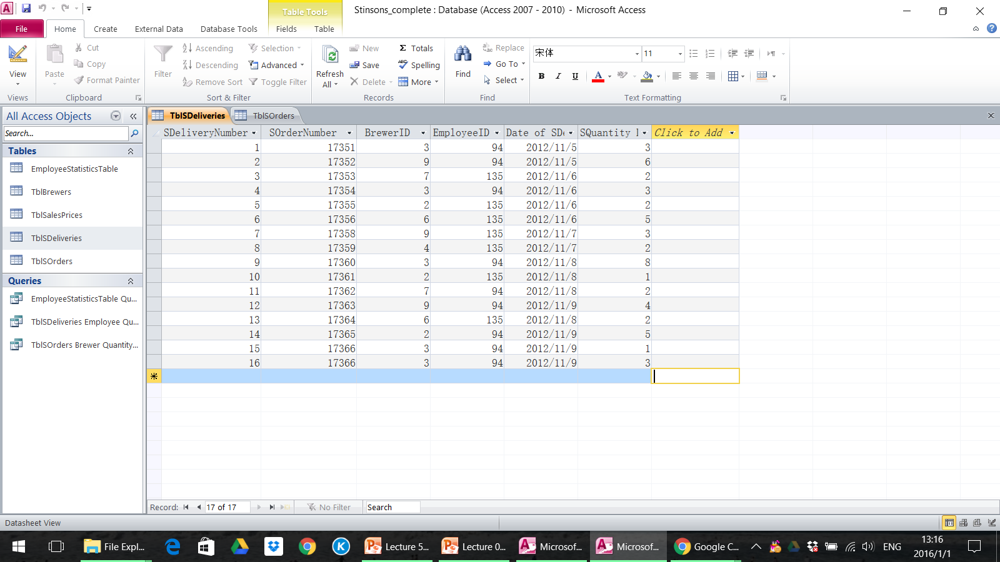 Table Tools
Stinsons_complete : Database (Access 2007 - 2010) - Microsoft Access
File Home Create External Data Database Tools Fields Table
View
Views
Paste
Cut
Copy
Format Painter
Clipboard
Filter
Ascending
Descending
Remove Sort
Selection
Advanced
Toggle Filter
Sort & Filter
Refresh
All
New
Save
Delete
Totals
Spelling
More
Records
Find
Replace
Go To
Select
Find
宋体 11
B I U
Text Formatting
All Access Objects
Search...
Tables
EmployeeStatisticsTable
TblBrewers
TblSalesPrices
TblSDeliveries
TblSOrders
Queries
EmployeeStatisticsTable Qu...
TblSDeliveries Employee Qu...
TblSOrders Brewer Quantity...
TblSDeliveries TblSOrders
SDeliveryNumber SOrderNumber BrewerID EmployeeID Date of SDe SQuantity Click to Add
1 17351 3 94 2012/11/5 3
2 17352 9 94 2012/11/5 6
3 17353 7 135 2012/11/6 2
4 17354 3 94 2012/11/6 3
5 17355 2 135 2012/11/6 2
6 17356 6 135 2012/11/6 5
7 17358 9 135 2012/11/7 3
8 17359 4 135 2012/11/7 2
9 17360 3 94 2012/11/8 8
10 17361 2 135 2012/11/8 1
11 17362 7 94 2012/11/8 2
12 17363 9 94 2012/11/9 4
13 17364 6 135 2012/11/8 2
14 17365 2 94 2012/11/9 5
15 17366 3 94 2012/11/9 1
16 17366 3 94 2012/11/9 3
Record: 17 of 17 No Filter Search
Datasheet View
File Expl... Lecture 5... Lecture 0... Microsof... Microsof... Google C... ENG
13:16
2016/1/1